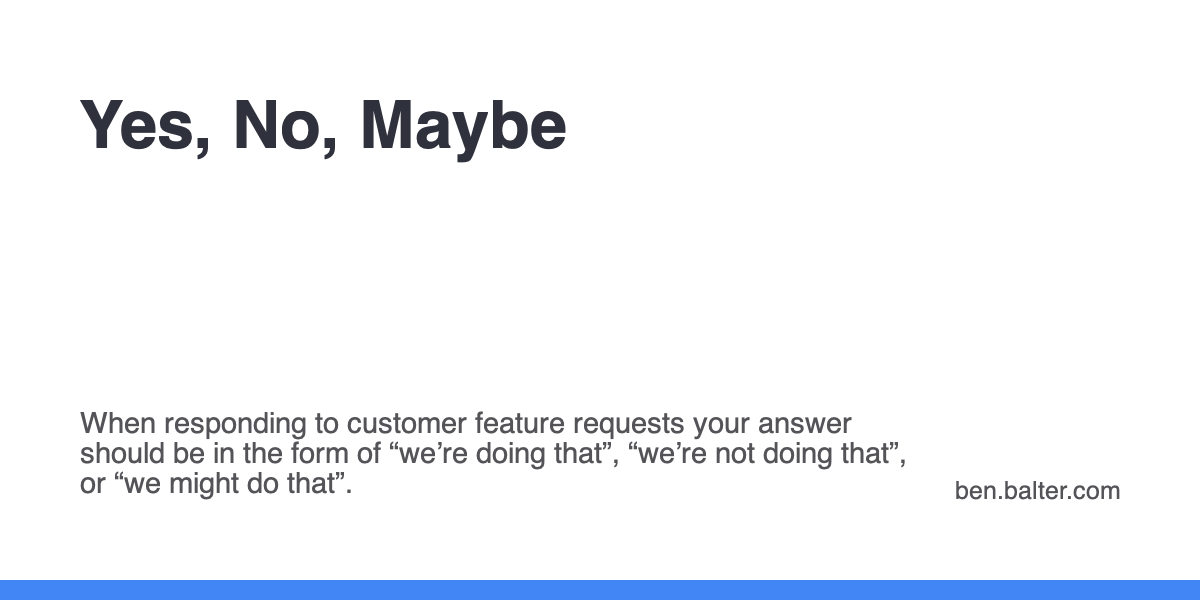 Yes, No, Maybe
When responding to customer feature requests your answer
should be in the form of “we’re doing that”, “we’re not doing that”,
or “we might do that”.
ben.balter.com